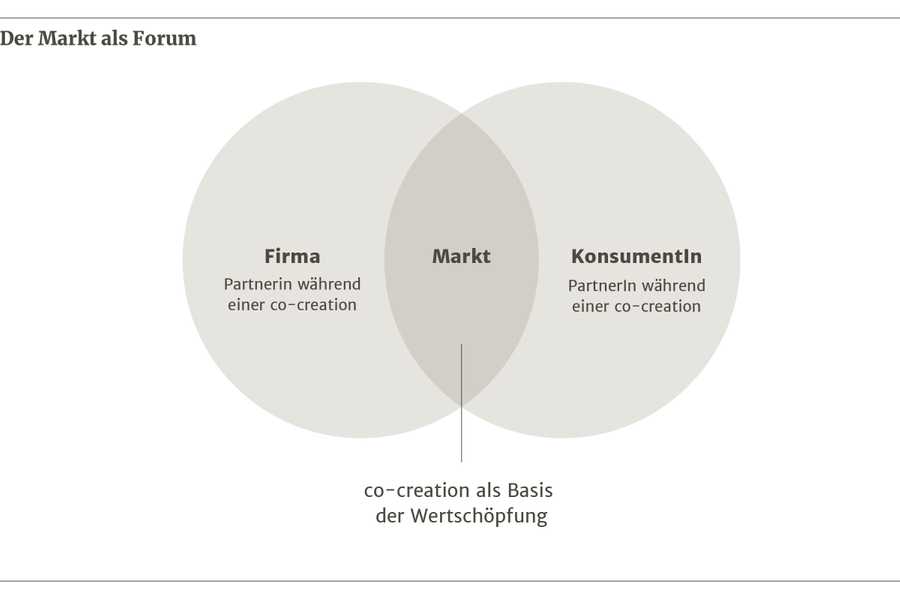 Der Markt als Forum
Firma
Partnerin während
einer co-creation
Markt
KonsumentIn
PartnerIn während
einer co-creation
co-creation als Basis
der Wertschöpfung